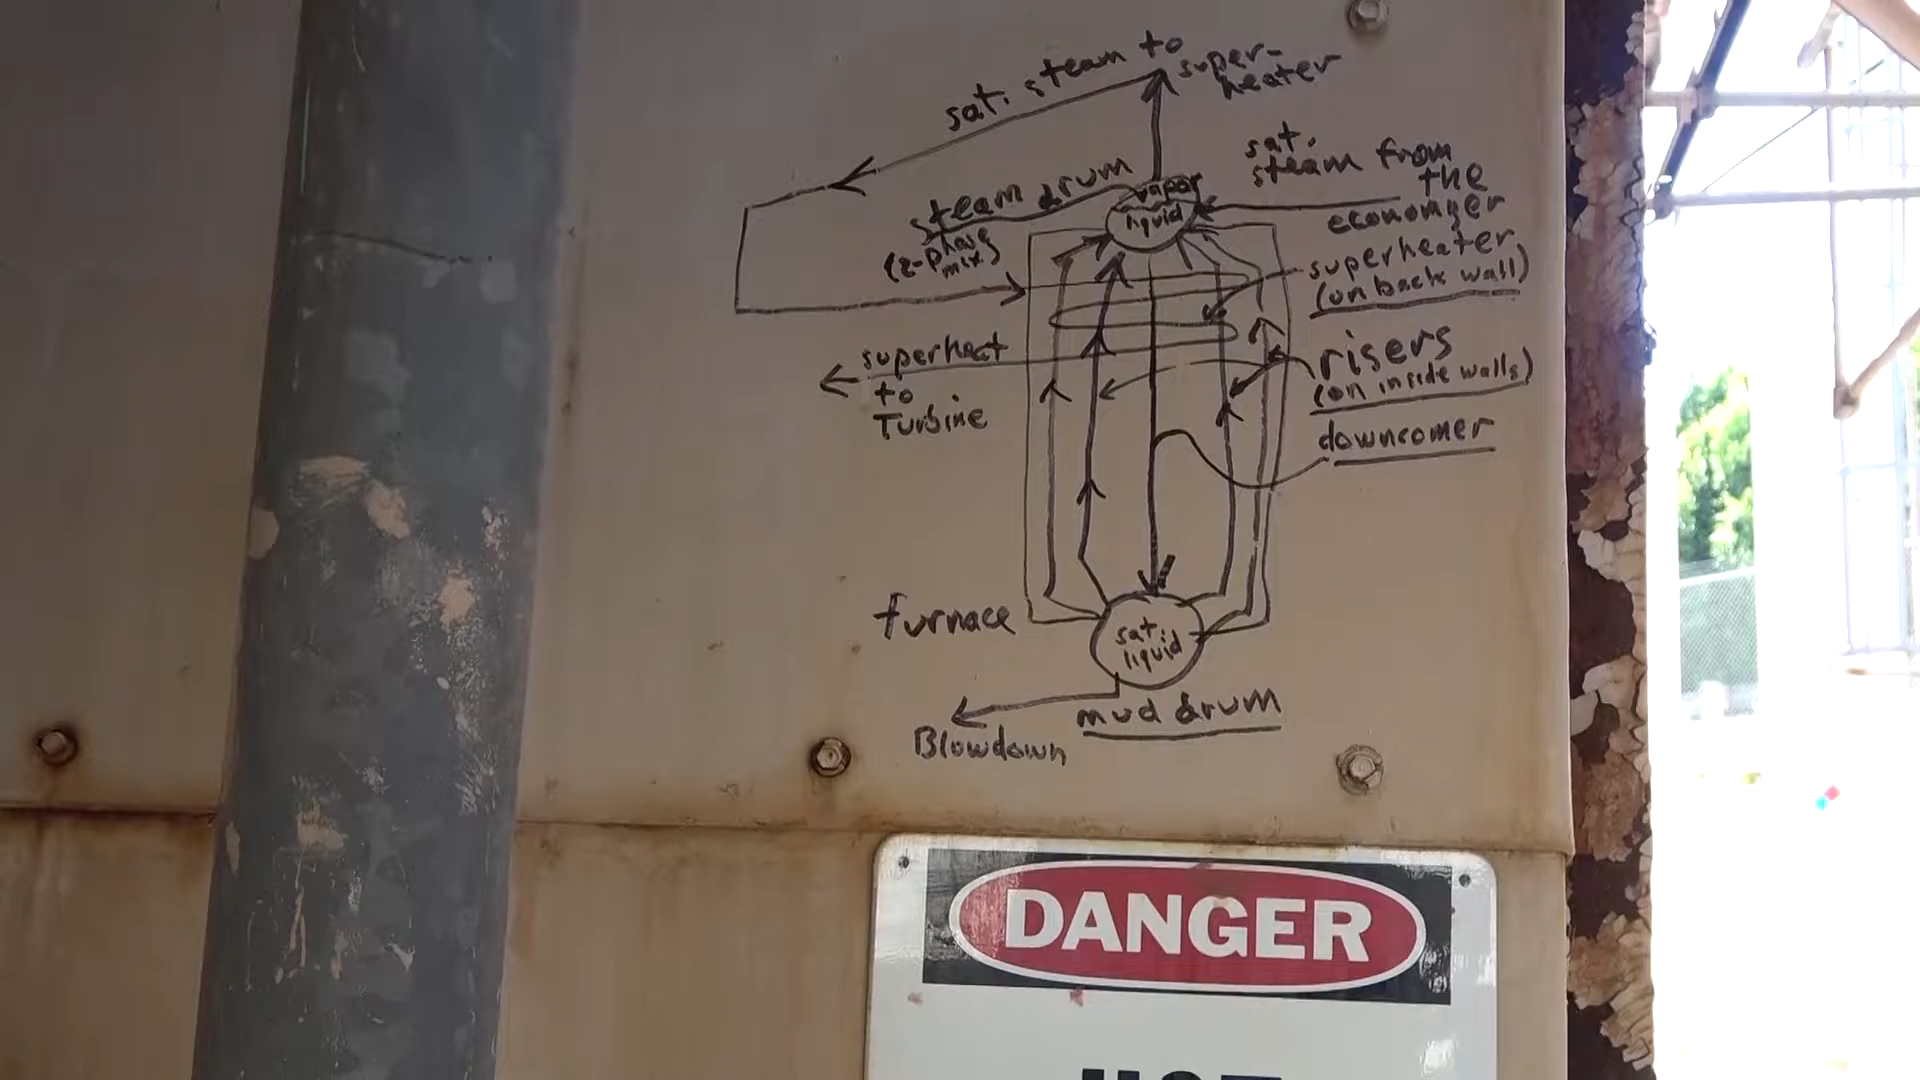 sat. steam to
super-
heater
sat.
steam from
the
economyer
steam drum
(2-phase
mix)
vapor
liquid
superheater
(on back wall)
superheat
to
Turbine
risers
(on inside walls)
downcomer
furnace
sat.
liquid
mud drum
Blowdown
DANGER